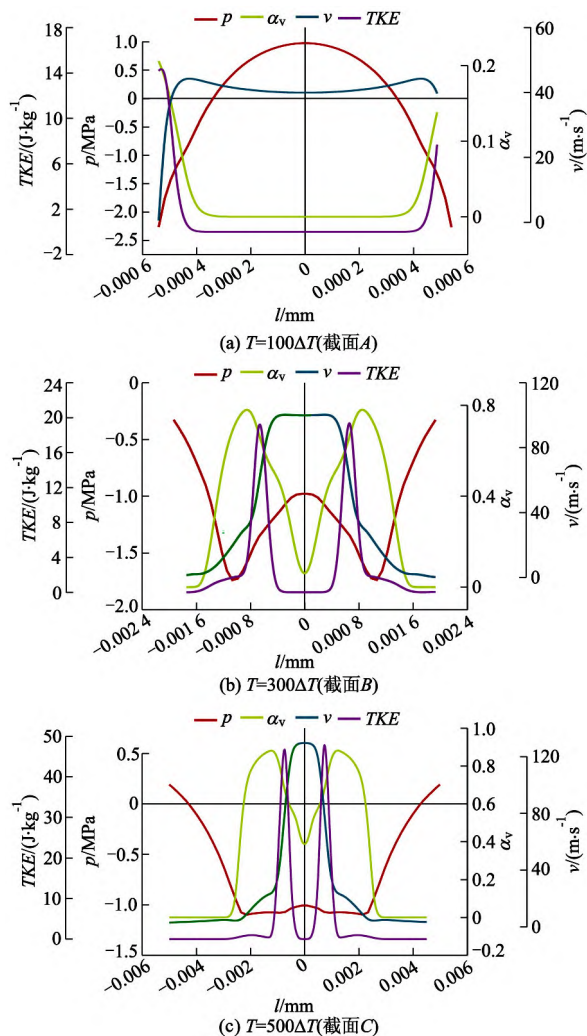 p αv v TKE
TKE/(J·kg⁻¹)
18
14
10
6
2
−2
p/MPa
1.0
0.5
0
−0.5
−1.0
−1.5
−2.0
−2.5
αv
0.2
0.1
0
v/(m·s⁻¹)
60
40
20
0
−0.000 6 −0.000 4 −0.000 2 0 0.000 2 0.000 4 0.000 6
l/mm
(a) T=100ΔT(截面A)
p αv v TKE
TKE/(J·kg⁻¹)
24
20
16
12
8
4
0
p/MPa
0
−0.5
−1.0
−1.5
−2.0
αv
0.8
0.4
0
v/(m·s⁻¹)
120
80
40
0
−0.002 4 −0.001 6 −0.000 8 0 0.000 8 0.001 6 0.002 4
l/mm
(b) T=300ΔT(截面B)
p αv v TKE
TKE/(J·kg⁻¹)
50
40
30
20
10
0
p/MPa
0.5
0
−0.5
−1.0
−1.5
αv
1.0
0.8
0.6
0.4
0.2
0
−0.2
v/(m·s⁻¹)
120
80
40
0
−0.006 −0.004 −0.002 0 0.002 0.004 0.006
l/mm
(c) T=500ΔT(截面C)